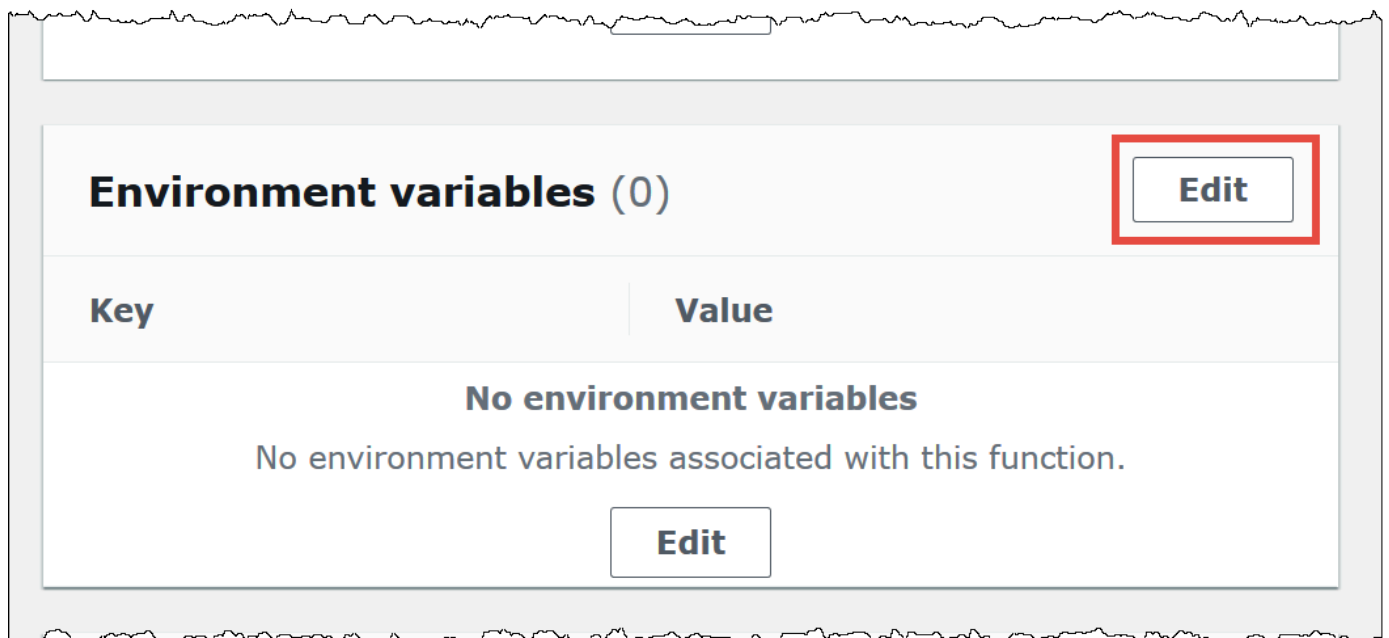 Environment variables (0)
Edit
Key
Value
No environment variables
No environment variables associated with this function.
Edit